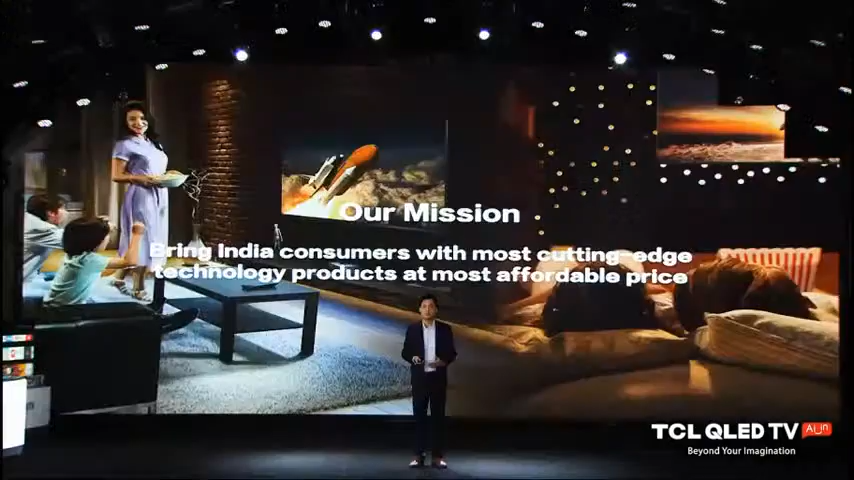 Our Mission
Bring India consumers with most cutting-edge
technology products at most affordable price
TCL QLED TV
Beyond Your Imagination